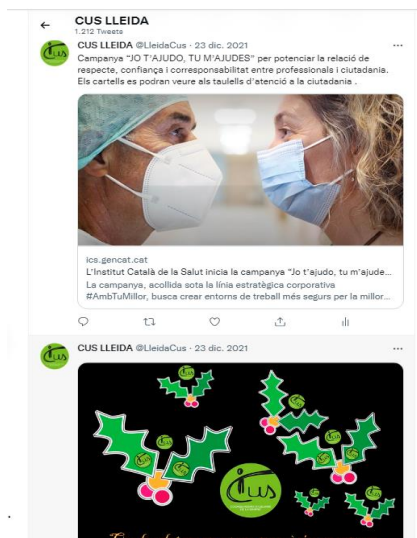 CUS LLEIDA
1.212 Tweets
CUS LLEIDA @LleidaCus · 23 dic. 2021
Campanya "JO T'AJUDO, TU M'AJUDES" per potenciar la relació de
respecte, confiança i corresponsabilitat entre professionals i ciutadania.
Els cartells es podran veure als taulells d'atenció a la ciutadania .
ics.gencat.cat
L'Institut Català de la Salut inicia la campanya "Jo t'ajudo, tu m'ajude...
La campanya, acollida sota la línia estratègica corporativa
#AmbTuMillor, busca crear entorns de treball més segurs per la millor...
CUS LLEIDA @LleidaCus · 23 dic. 2021
Cus